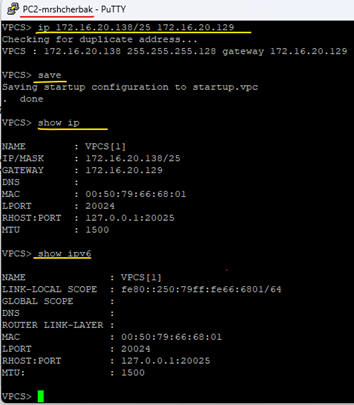 PC2-mrshcherbak - PuTTY
VPCS> ip 172.16.20.138/25 172.16.20.129
Checking for duplicate address...
VPCS : 172.16.20.138 255.255.255.128 gateway 172.16.20.129
VPCS> save
Saving startup configuration to startup.vpc
.  done
VPCS> show ip
NAME        : VPCS[1]
IP/MASK     : 172.16.20.138/25
GATEWAY     : 172.16.20.129
DNS         :
MAC         : 00:50:79:66:68:01
LPORT       : 20024
RHOST:PORT  : 127.0.0.1:20025
MTU         : 1500
VPCS> show ipv6
NAME              : VPCS[1]
LINK-LOCAL SCOPE  : fe80::250:79ff:fe66:6801/64
GLOBAL SCOPE      :
DNS               :
ROUTER LINK-LAYER :
MAC               : 00:50:79:66:68:01
LPORT             : 20024
RHOST:PORT        : 127.0.0.1:20025
MTU:              : 1500
VPCS>